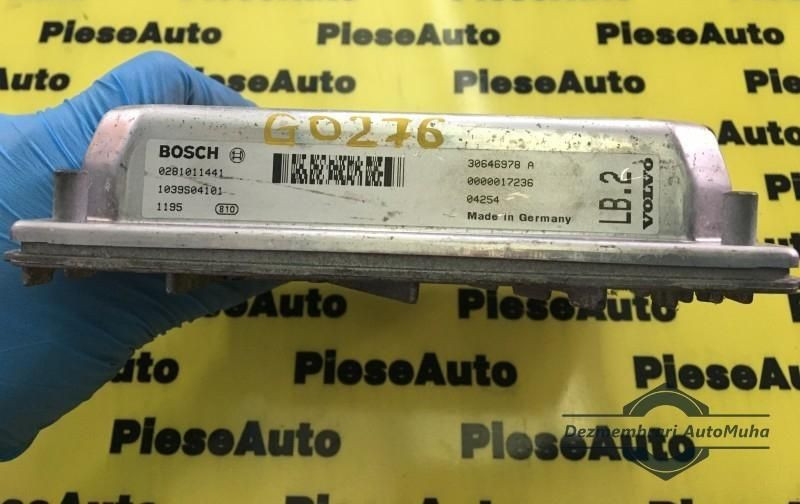 PieseAuto PieseAuto
PieseAuto PieseAuto PieseAuto
G0276
BOSCH
0281011441
1039S04101
1195 810
30646978 A
0000017236
04254
Made in Germany
LB.2
VOLVO
PieseAuto PieseAuto
PieseAuto PieseAuto
PieseAuto PieseAuto
Dezmembrari AutoMuha